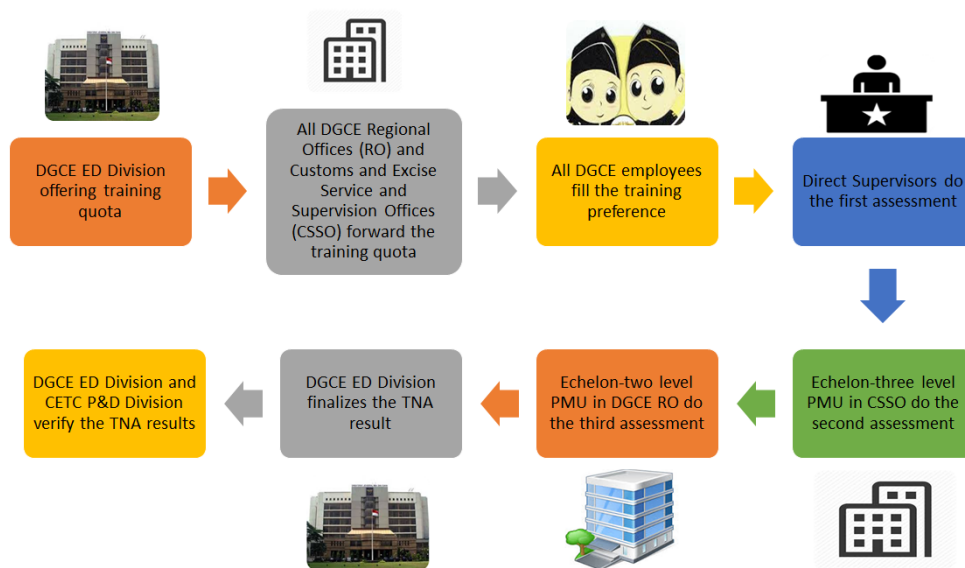 DGCE ED Division
offering training
quota
All DGCE Regional
Offices (RO) and
Customs and Excise
Service and
Supervision Offices
(CSSO) forward the
training quota
All DGCE employees
fill the training
preference
Direct Supervisors do
the first assessment
Echelon-three level
PMU in CSSO do the
second assessment
Echelon-two level
PMU in DGCE RO do
the third assessment
DGCE ED Division
finalizes the TNA
result
DGCE ED Division and
CETC P&D Division
verify the TNA results